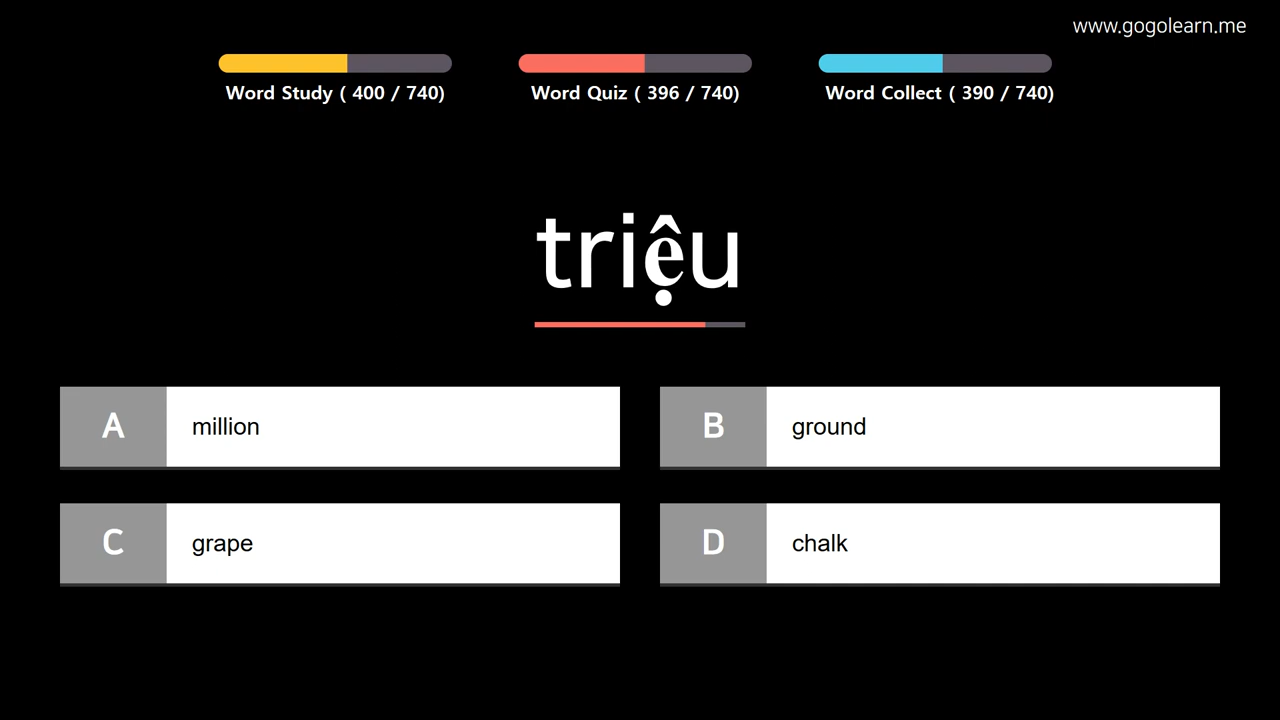 www.gogolearn.me
Word Study ( 400 / 740)
Word Quiz ( 396 / 740)
Word Collect ( 390 / 740)
triệu
A million
B ground
C grape
D chalk